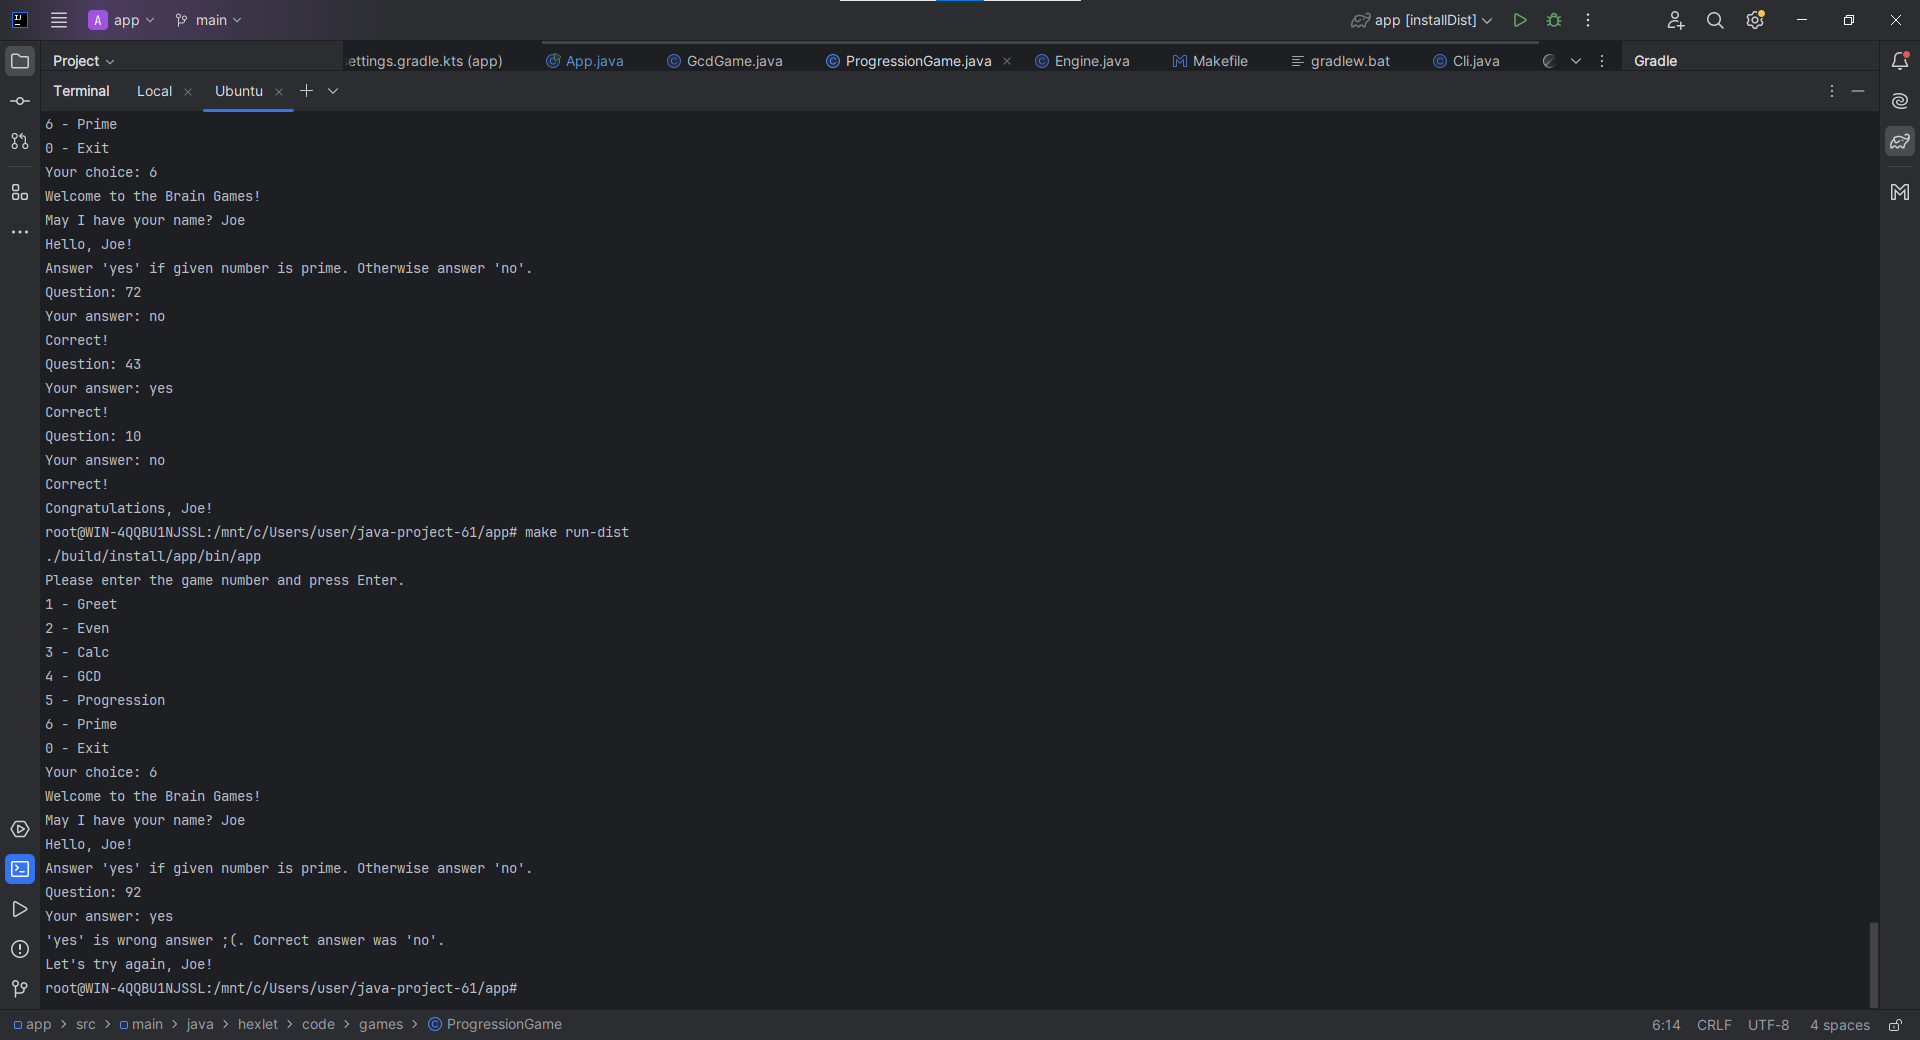 A app main app [installDist]
Project ettings.gradle.kts (app) App.java GcdGame.java ProgressionGame.java Engine.java Makefile gradlew.bat Cli.java Gradle
Terminal Local Ubuntu
6 - Prime
0 - Exit
Your choice: 6
Welcome to the Brain Games!
May I have your name? Joe
Hello, Joe!
Answer 'yes' if given number is prime. Otherwise answer 'no'.
Question: 72
Your answer: no
Correct!
Question: 43
Your answer: yes
Correct!
Question: 10
Your answer: no
Correct!
Congratulations, Joe!
root@WIN-4QQBU1NJSSL:/mnt/c/Users/user/java-project-61/app# make run-dist
./build/install/app/bin/app
Please enter the game number and press Enter.
1 - Greet
2 - Even
3 - Calc
4 - GCD
5 - Progression
6 - Prime
0 - Exit
Your choice: 6
Welcome to the Brain Games!
May I have your name? Joe
Hello, Joe!
Answer 'yes' if given number is prime. Otherwise answer 'no'.
Question: 92
Your answer: yes
'yes' is wrong answer ;(. Correct answer was 'no'.
Let's try again, Joe!
root@WIN-4QQBU1NJSSL:/mnt/c/Users/user/java-project-61/app#
app > src > main > java > hexlet > code > games > ProgressionGame 6:14 CRLF UTF-8 4 spaces